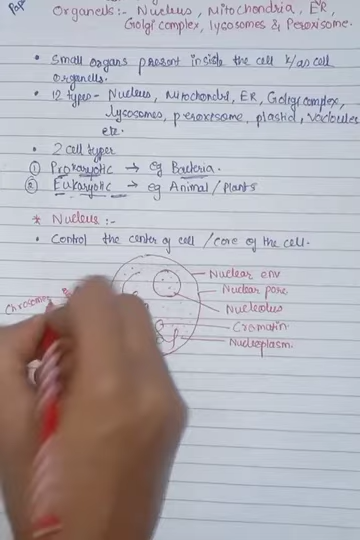 Organells:- Nucleus, Mitochondria, ER,
Golgi complex, lycosomes & Peroxisome.
• Small organs present inside the cell k/as cell
organells.
• 12 types- Nucleus, Mitochondri, ER, Golgi complex,
lysosomes, peroxisome, plastid, vacloules
etc.
• 2 cell types
① Prokaryotic → eg Bacteria.
② Eukaryotic → eg Animal / Plants
* Nucleus :-
• Control the center of cell / core of the cell.
Nuclear env
Nuclear pore
Nucleolus
Cromatin
Nucleoplasm